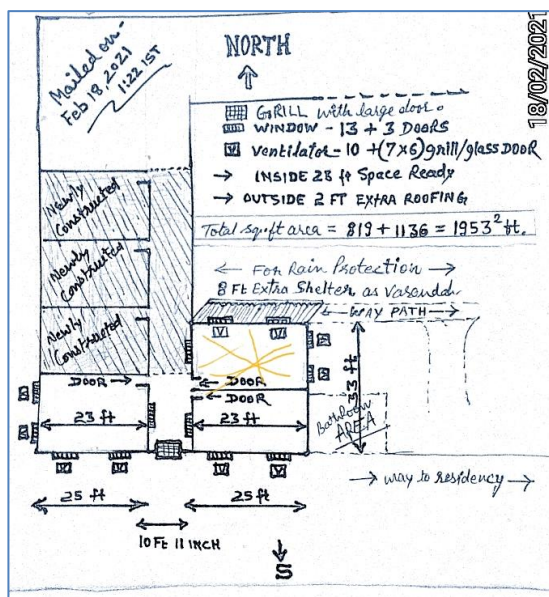 Mailed on-
Feb 18, 2021
1:22 IST
NORTH
18/02/2021
GRILL with large door.
WINDOW - 13 + 3 DOORS
Ventilator- 10 +(7x6) grill/glass DOOR
→ INSIDE 28 ft Space Ready
→ OUTSIDE 2 FT EXTRA ROOFING
Total sqft area = 819 + 1136 = 1953² ft.
Newly
Constructed
Newly
Constructed
Newly
Constructed
← For Rain Protection →
8 Ft Extra Shelter, as Varandah
← WAY PATH →
33 ft
DOOR →
← DOOR
← DOOR
23 ft
23 ft
BathRoom
AREA
→ way to residency →
25 ft
25 ft
10 FE 11 INCH
S